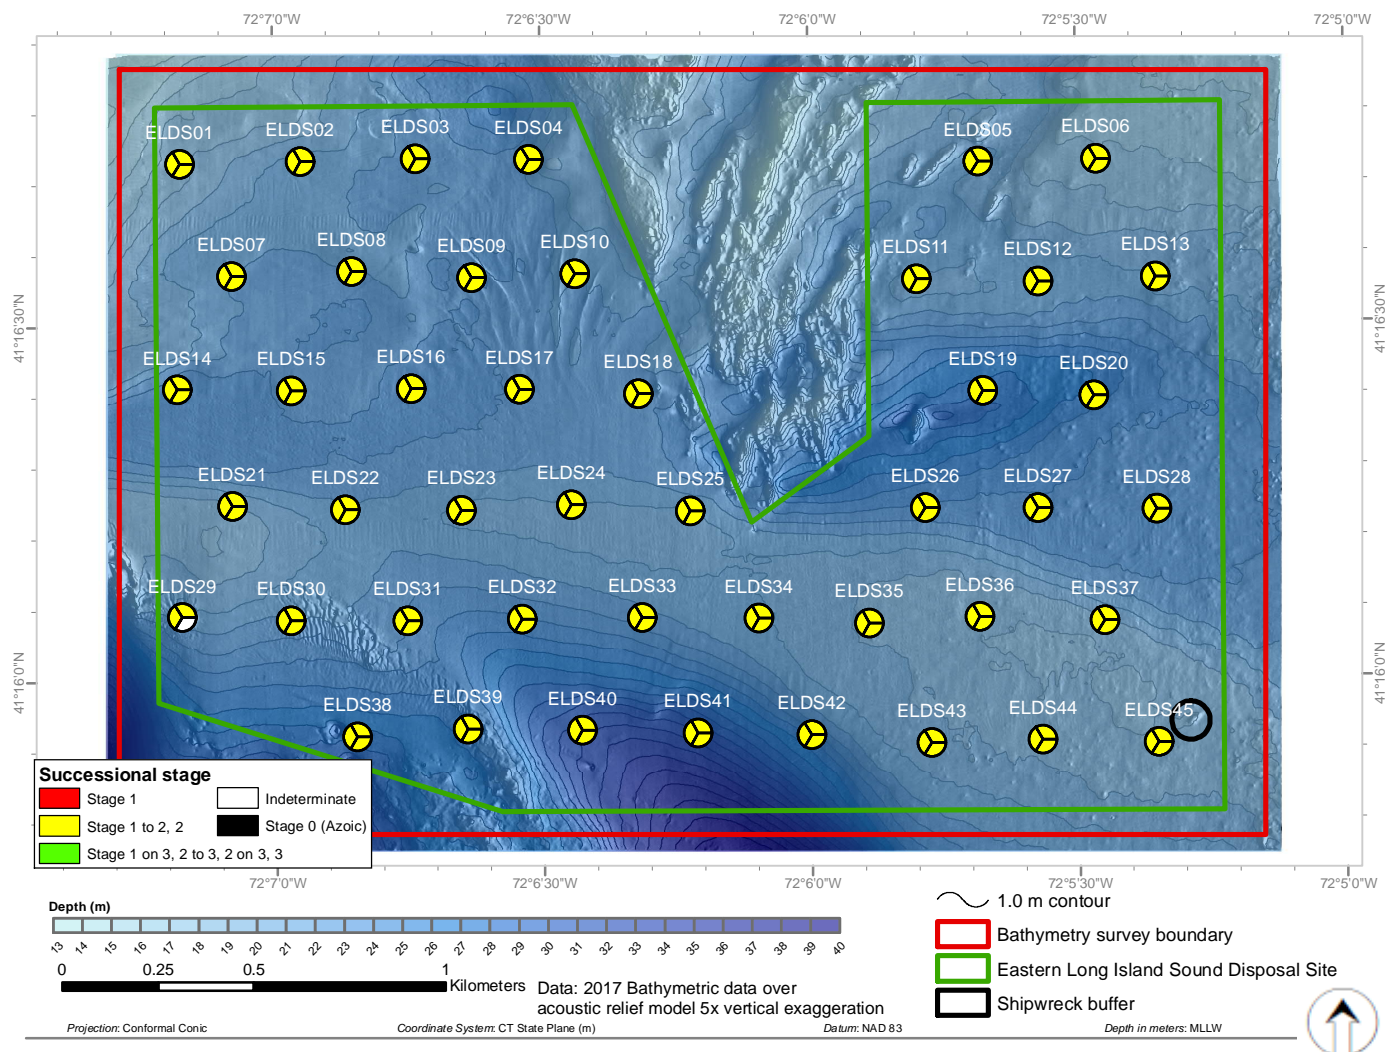 72°7'0"W 72°6'30"W 72°6'0"W 72°5'30"W 72°5'0"W
ELDS01 ELDS02 ELDS03 ELDS04 ELDS05 ELDS06
ELDS07 ELDS08 ELDS09 ELDS10 ELDS11 ELDS12 ELDS13
41°16'30"N 41°16'30"N
ELDS14 ELDS15 ELDS16 ELDS17 ELDS18 ELDS19 ELDS20
ELDS21 ELDS22 ELDS23 ELDS24 ELDS25 ELDS26 ELDS27 ELDS28
ELDS29 ELDS30 ELDS31 ELDS32 ELDS33 ELDS34 ELDS35 ELDS36 ELDS37
41°16'0"N 41°16'0"N
ELDS38 ELDS39 ELDS40 ELDS41 ELDS42 ELDS43 ELDS44 ELDS45
Successional stage
Stage 1 Indeterminate
Stage 1 to 2, 2 Stage 0 (Azoic)
Stage 1 on 3, 2 to 3, 2 on 3, 3
72°7'0"W 72°6'30"W 72°6'0"W 72°5'30"W 72°5'0"W
Depth (m)
13 14 15 16 17 18 19 20 21 22 23 24 25 26 27 28 29 30 31 32 33 34 35 36 37 38 39 40
0 0.25 0.5 1
Kilometers
Data: 2017 Bathymetric data over
acoustic relief model 5x vertical exaggeration
1.0 m contour
Bathymetry survey boundary
Eastern Long Island Sound Disposal Site
Shipwreck buffer
Projection: Conformal Conic Coordinate System: CT State Plane (m) Datum: NAD 83 Depth in meters: MLLW